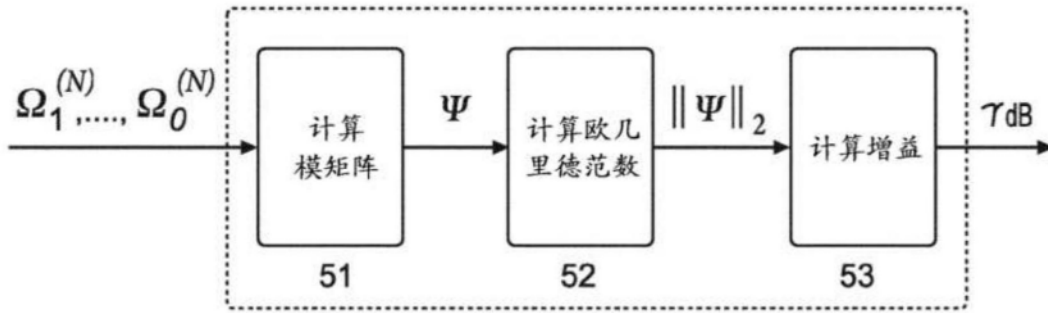 Ω₁⁽ᴺ⁾,...., Ω₀⁽ᴺ⁾
计算
模矩阵
51
Ψ
计算欧几
里德范数
52
‖Ψ‖₂
计算增益
53
γdB